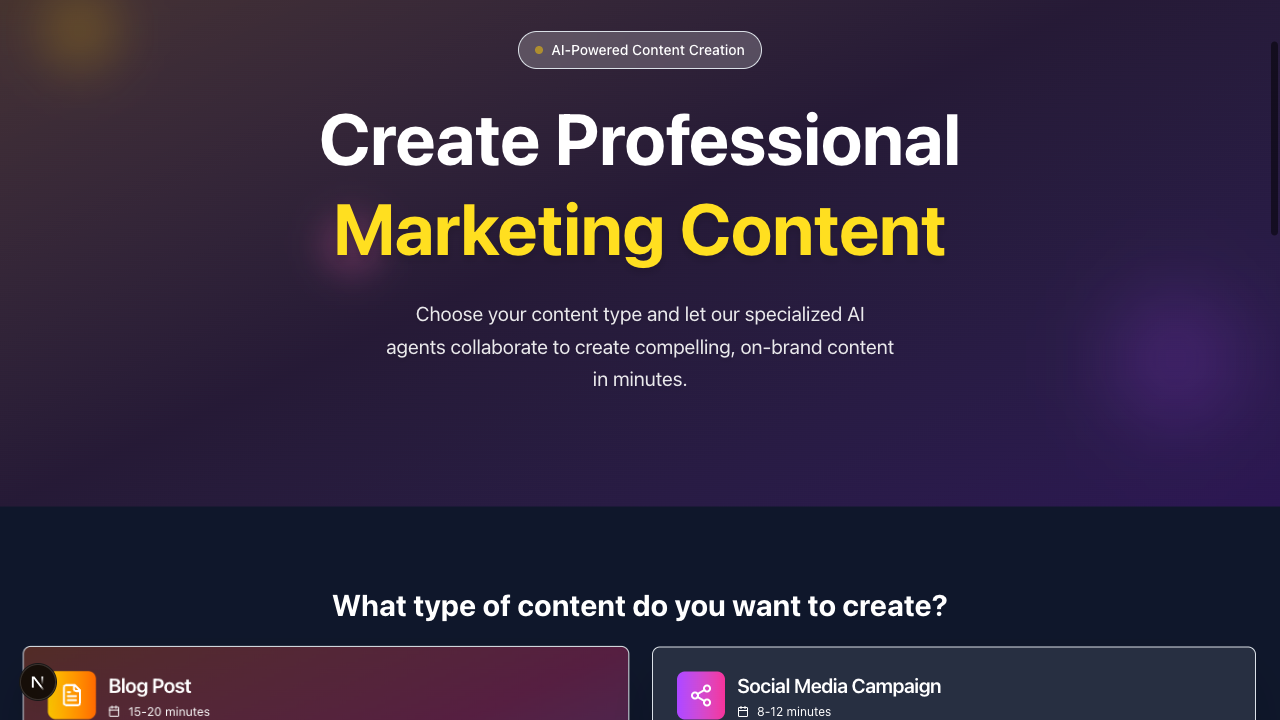 AI-Powered Content Creation
Create Professional
Marketing Content
Choose your content type and let our specialized AI
agents collaborate to create compelling, on-brand content
in minutes.
What type of content do you want to create?
N
Blog Post
15-20 minutes
Social Media Campaign
8-12 minutes